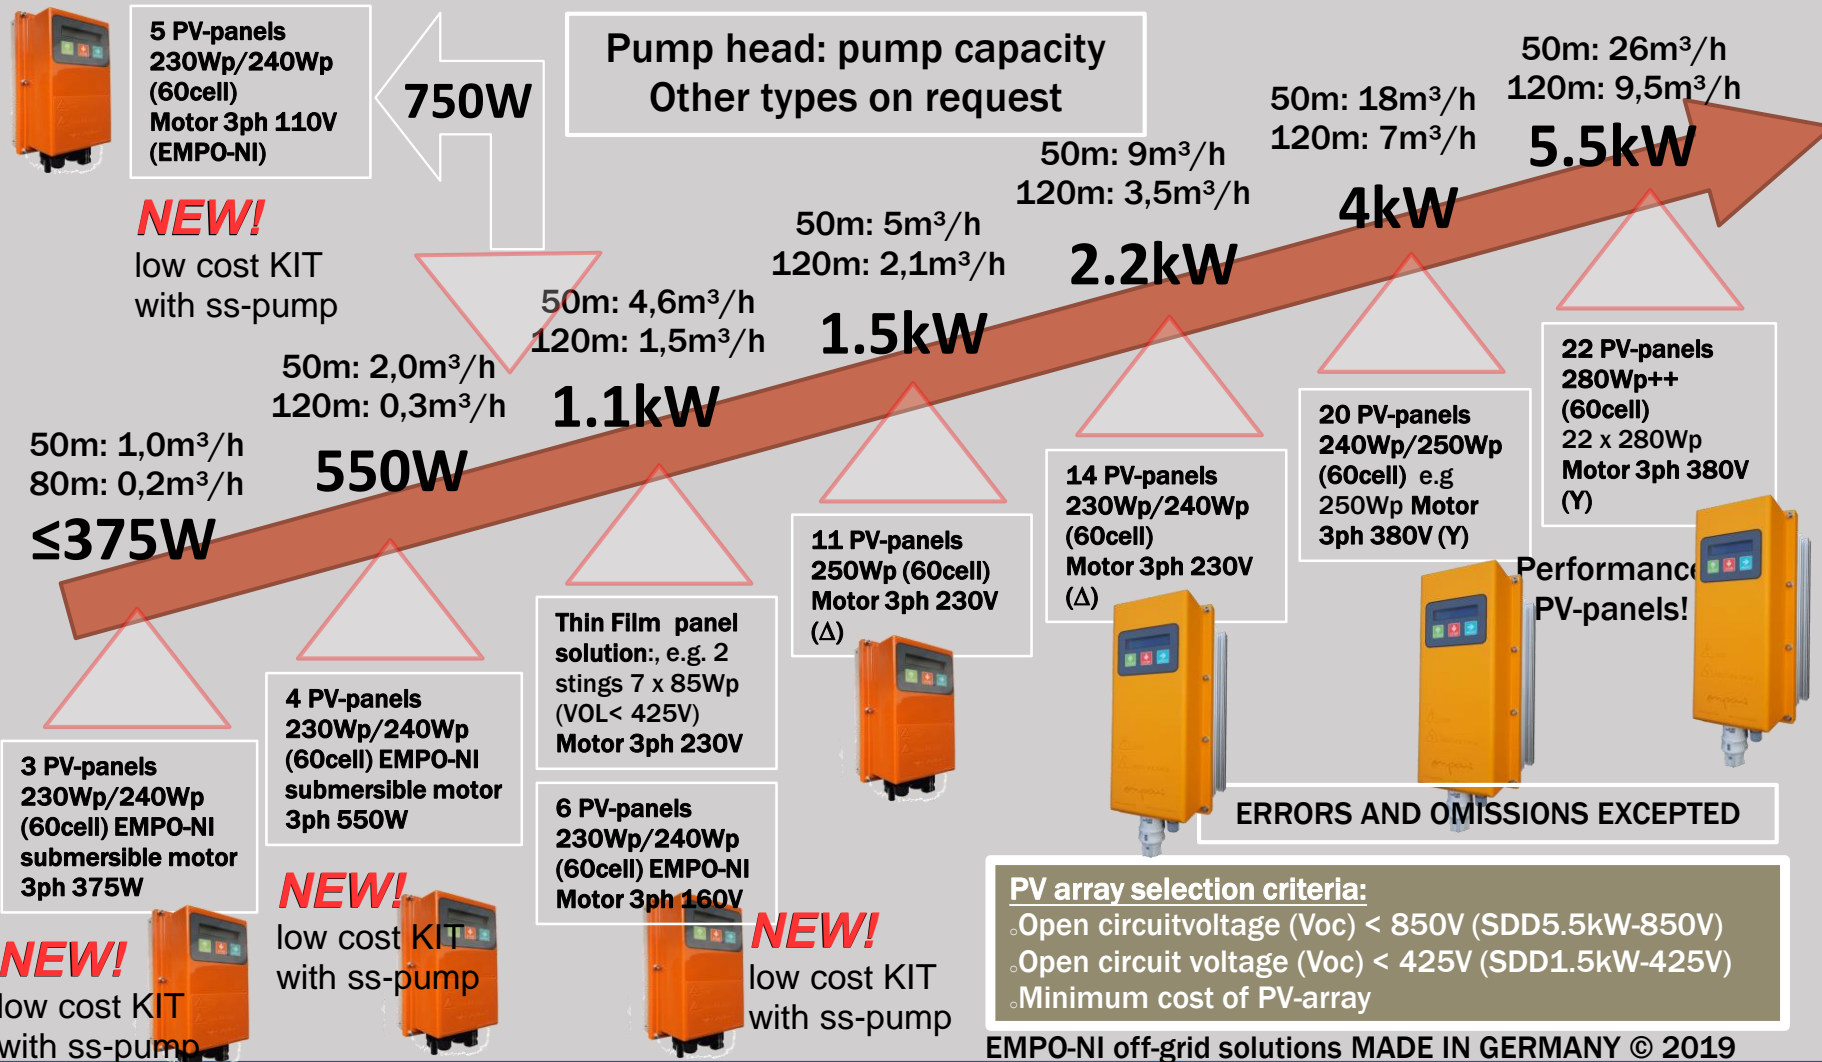 5 PV-panels
230Wp/240Wp
(60cell)
Motor 3ph 110V
(EMPO-NI)
750W
NEW!
low cost KIT
with ss-pump
Pump head: pump capacity
Other types on request
50m: 1,0m³/h
80m: 0,2m³/h
≤375W
50m: 2,0m³/h
120m: 0,3m³/h
550W
50m: 4,6m³/h
120m: 1,5m³/h
1.1kW
50m: 5m³/h
120m: 2,1m³/h
1.5kW
50m: 9m³/h
120m: 3,5m³/h
2.2kW
50m: 18m³/h
120m: 7m³/h
4kW
50m: 26m³/h
120m: 9,5m³/h
5.5kW
3 PV-panels
230Wp/240Wp
(60cell) EMPO-NI
submersible motor
3ph 375W
NEW!
low cost KIT
with ss-pump
4 PV-panels
230Wp/240Wp
(60cell) EMPO-NI
submersible motor
3ph 550W
NEW!
low cost KIT
with ss-pump
Thin Film panel
solution:, e.g. 2
stings 7 x 85Wp
(VOL< 425V)
Motor 3ph 230V
6 PV-panels
230Wp/240Wp
(60cell) EMPO-NI
Motor 3ph 160V
NEW!
low cost KIT
with ss-pump
11 PV-panels
250Wp (60cell)
Motor 3ph 230V
(Δ)
14 PV-panels
230Wp/240Wp
(60cell)
Motor 3ph 230V
(Δ)
20 PV-panels
240Wp/250Wp
(60cell) e.g
250Wp Motor
3ph 380V (Y)
22 PV-panels
280Wp++
(60cell)
22 x 280Wp
Motor 3ph 380V
(Y)
Performance
PV-panels!
ERRORS AND OMISSIONS EXCEPTED
PV array selection criteria:
◦Open circuitvoltage (Voc) < 850V (SDD5.5kW-850V)
◦Open circuit voltage (Voc) < 425V (SDD1.5kW-425V)
◦Minimum cost of PV-array
EMPO-NI off-grid solutions MADE IN GERMANY © 2019